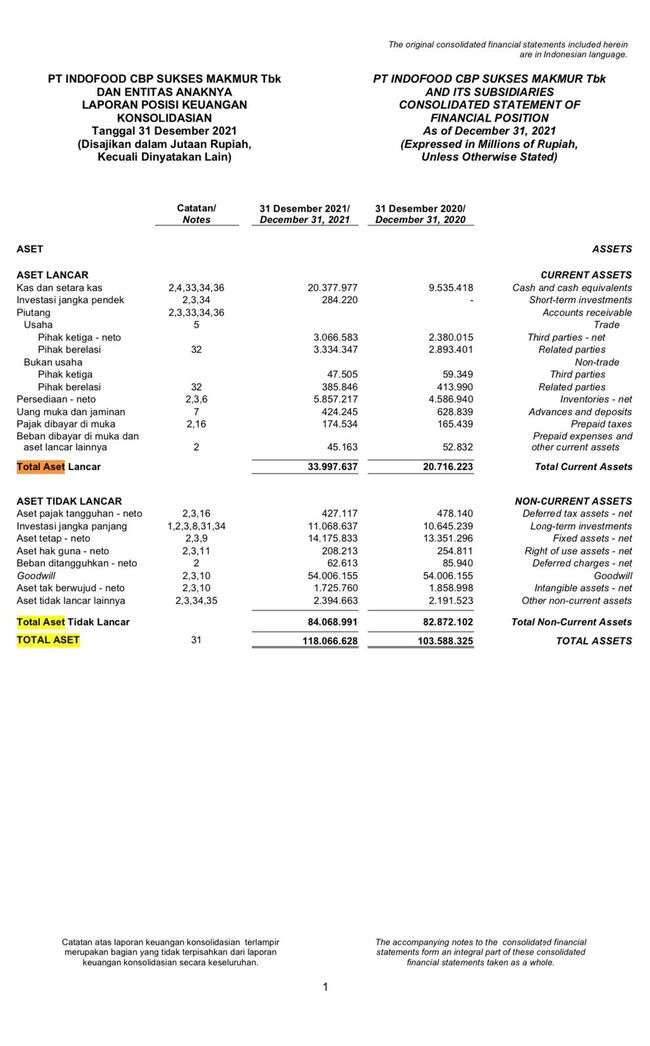 The original consolidated financial statements included herein
are in Indonesian language.
PT INDOFOOD CBP SUKSES MAKMUR Tbk
DAN ENTITAS ANAKNYA
LAPORAN POSISI KEUANGAN
KONSOLIDASIAN
Tanggal 31 Desember 2021
(Disajikan dalam Jutaan Rupiah,
Kecuali Dinyatakan Lain)
PT INDOFOOD CBP SUKSES MAKMUR Tbk
AND ITS SUBSIDIARIES
CONSOLIDATED STATEMENT OF
FINANCIAL POSITION
As of December 31, 2021
(Expressed in Millions of Rupiah,
Unless Otherwise Stated)
Catatan/ 31 Desember 2021/ 31 Desember 2020/
Notes December 31, 2021 December 31, 2020
ASET ASSETS
ASET LANCAR CURRENT ASSETS
Kas dan setara kas 2,4,33,34,36 20.377.977 9.535.418 Cash and cash equivalents
Investasi jangka pendek 2,3,34 284.220 - Short-term investments
Piutang 2,3,33,34,36 Accounts receivable
Usaha 5 Trade
Pihak ketiga - neto 3.066.583 2.380.015 Third parties - net
Pihak berelasi 32 3.334.347 2.893.401 Related parties
Bukan usaha Non-trade
Pihak ketiga 47.505 59.349 Third parties
Pihak berelasi 32 385.846 413.990 Related parties
Persediaan - neto 2,3,6 5.857.217 4.586.940 Inventories - net
Uang muka dan jaminan 7 424.245 628.839 Advances and deposits
Pajak dibayar di muka 2,16 174.534 165.439 Prepaid taxes
Beban dibayar di muka dan Prepaid expenses and
aset lancar lainnya 2 45.163 52.832 other current assets
Total Aset Lancar 33.997.637 20.716.223 Total Current Assets
ASET TIDAK LANCAR NON-CURRENT ASSETS
Aset pajak tangguhan - neto 2,3,16 427.117 478.140 Deferred tax assets - net
Investasi jangka panjang 1,2,3,8,31,34 11.068.637 10.645.239 Long-term investments
Aset tetap - neto 2,3,9 14.175.833 13.351.296 Fixed assets - net
Aset hak guna - neto 2,3,11 208.213 254.811 Right of use assets - net
Beban ditangguhkan - neto 2 62.613 85.940 Deferred charges - net
Goodwill 2,3,10 54.006.155 54.006.155 Goodwill
Aset tak berwujud - neto 2,3,10 1.725.760 1.858.998 Intangible assets - net
Aset tidak lancar lainnya 2,3,34,35 2.394.663 2.191.523 Other non-current assets
Total Aset Tidak Lancar 84.068.991 82.872.102 Total Non-Current Assets
TOTAL ASET 31 118.066.628 103.588.325 TOTAL ASSETS
Catatan atas laporan keuangan konsolidasian terlampir
merupakan bagian yang tidak terpisahkan dari laporan
keuangan konsolidasian secara keseluruhan.
The accompanying notes to the consolidated financial
statements form an integral part of these consolidated
financial statements taken as a whole.
1